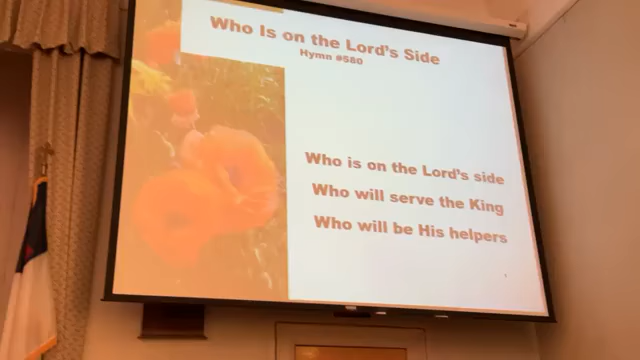 Who Is on the Lord's Side
Hymn #580
Who is on the Lord's side
Who will serve the King
Who will be His helpers